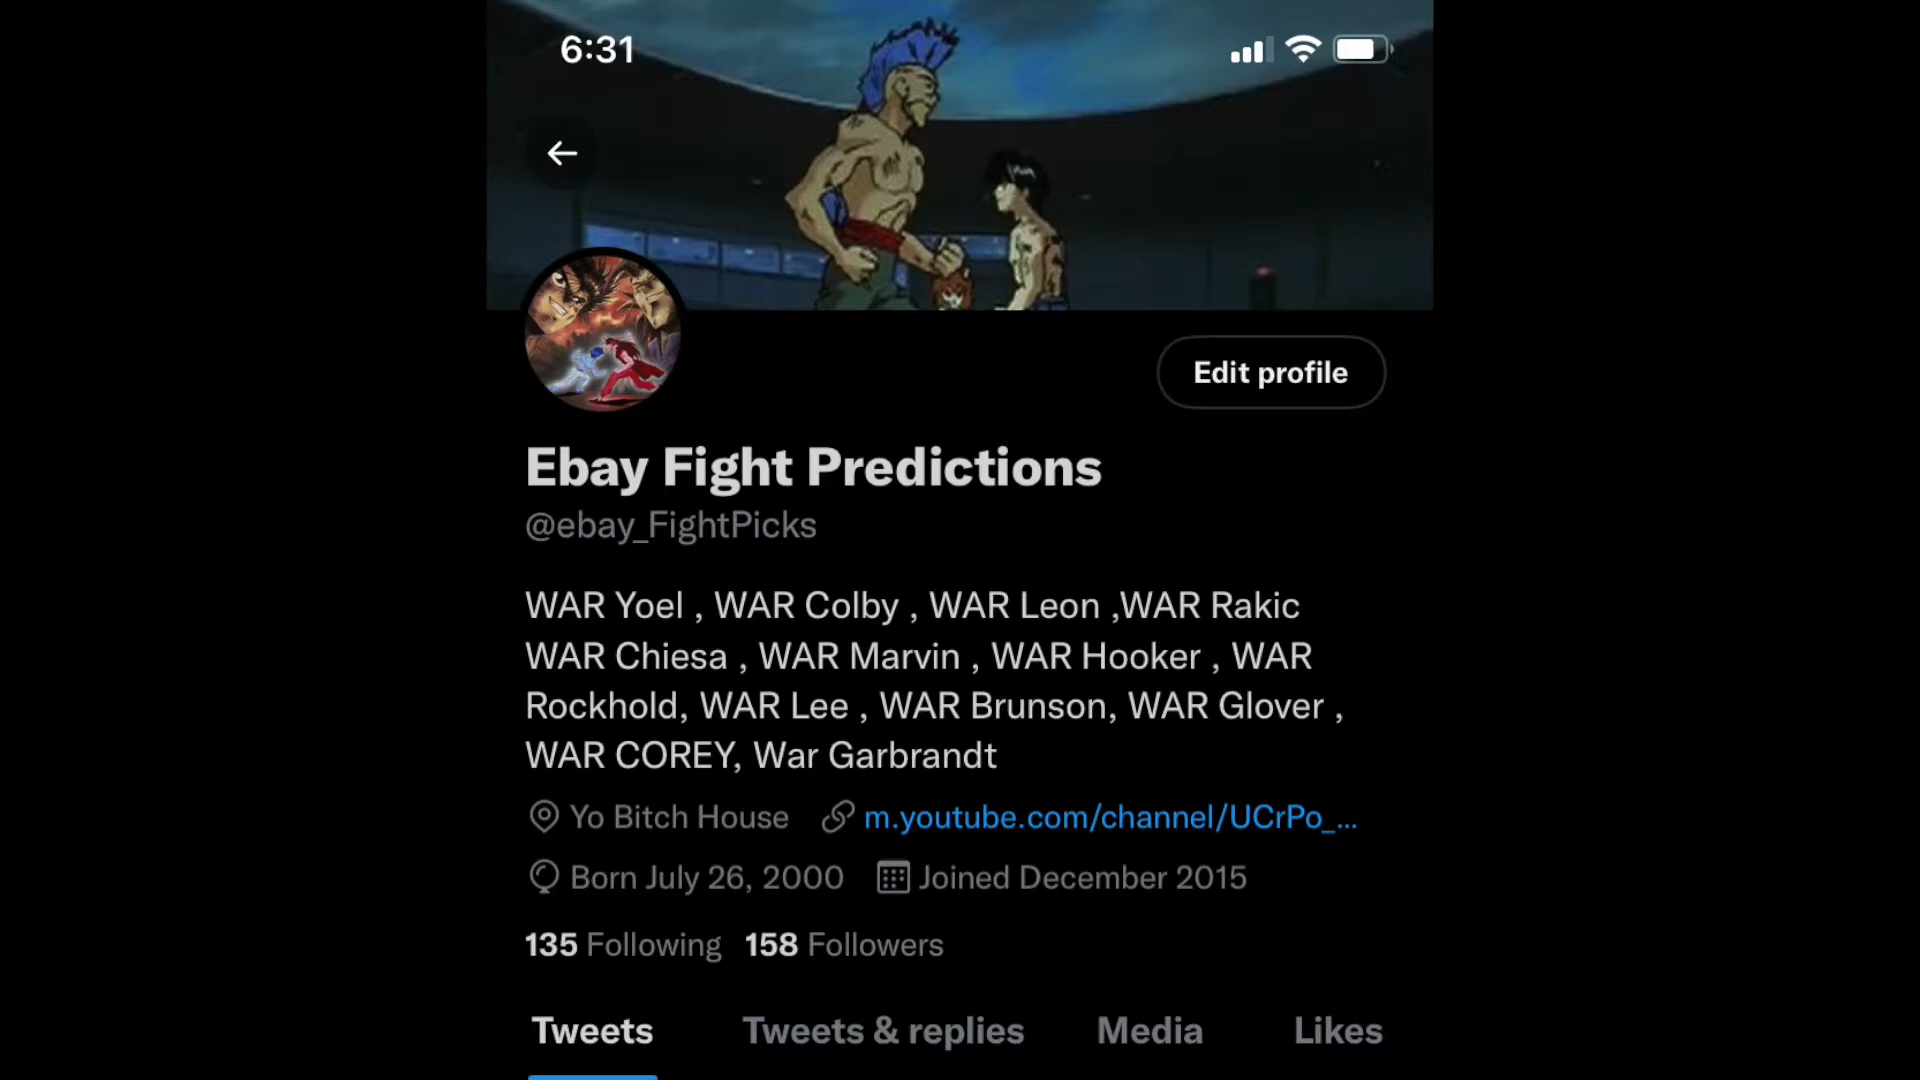 6:31
Edit profile
Ebay Fight Predictions
@ebay_FightPicks
WAR Yoel , WAR Colby , WAR Leon ,WAR Rakic
WAR Chiesa , WAR Marvin , WAR Hooker , WAR
Rockhold, WAR Lee , WAR Brunson, WAR Glover ,
WAR COREY, War Garbrandt
Yo Bitch House m.youtube.com/channel/UCrPo_...
Born July 26, 2000 Joined December 2015
135 Following 158 Followers
Tweets Tweets & replies Media Likes